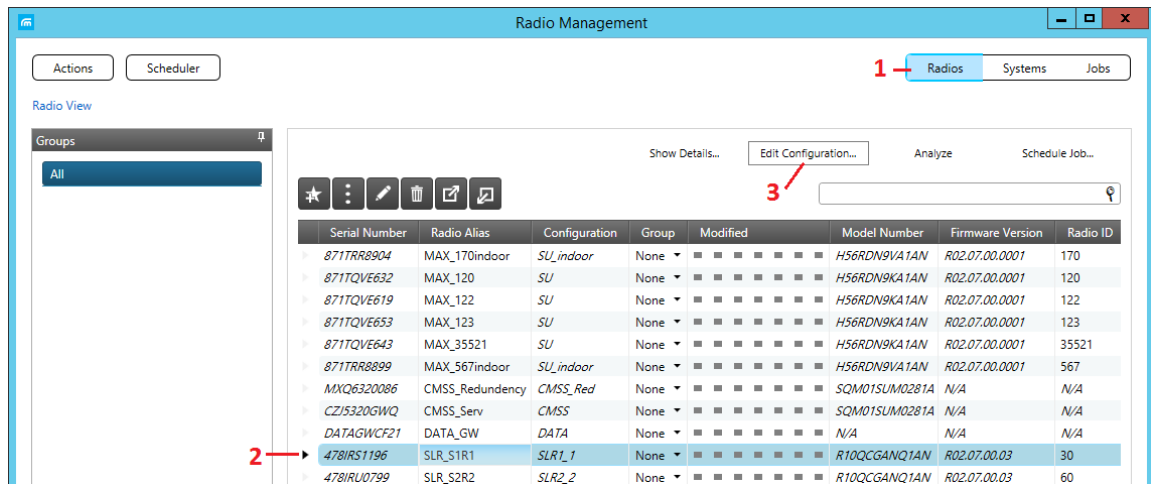 Radio Management
Actions Scheduler 1 Radios Systems Jobs
Radio View
Groups
All
Show Details... Edit Configuration... Analyze Schedule Job...
3
Serial Number Radio Alias Configuration Group Modified Model Number Firmware Version Radio ID
871TRR8904 MAX_170indoor SU_indoor None H56RDN9VA1AN R02.07.00.0001 170
871TQVE632 MAX_120 SU None H56RDN9KA1AN R02.07.00.0001 120
871TQVE619 MAX_122 SU None H56RDN9KA1AN R02.07.00.0001 122
871TQVE653 MAX_123 SU None H56RDN9KA1AN R02.07.00.0001 123
871TQVE643 MAX_35521 SU None H56RDN9KA1AN R02.07.00.0001 35521
871TRR8899 MAX_567indoor SU_indoor None H56RDN9VA1AN R02.07.00.0001 567
MXQ6320086 CMSS_Redundency CMSS_Red None SQM01SUM0281A N/A N/A
CZJ5320GWQ CMSS_Serv CMSS None SQM01SUM0281A N/A N/A
DATAGWCF21 DATA_GW DATA None N/A N/A N/A
2 478IRS1196 SLR_S1R1 SLR1_1 None R10QCGANQ1AN R02.07.00.03 30
478IRU0799 SLR_S2R2 SLR2_2 None R10QCGANQ1AN R02.07.00.03 60